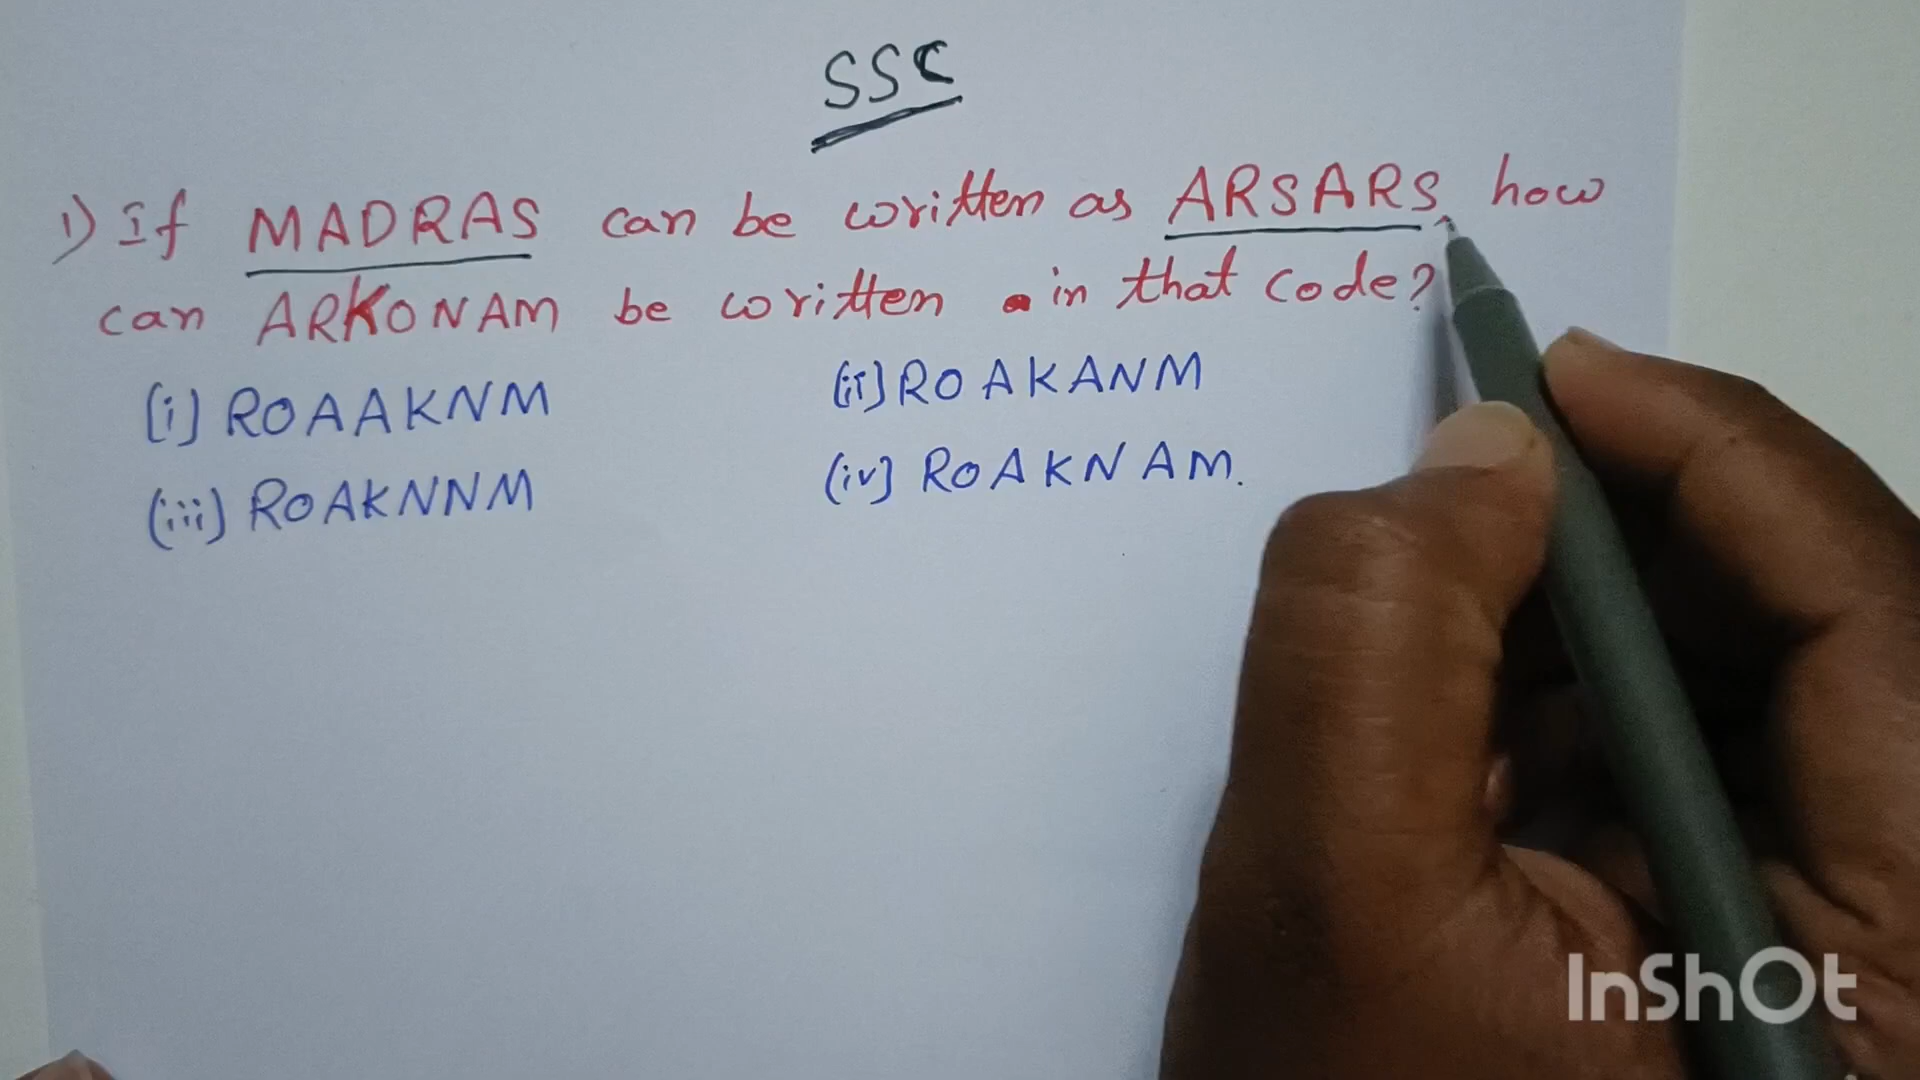 SSC
1) If MADRAS can be written as ARSARS, how
can ARKONAM be written in that code?
(i) ROAAKNM (ii) ROAKANM
(iii) ROAKNNM (iv) ROAKNAM.
InShOt